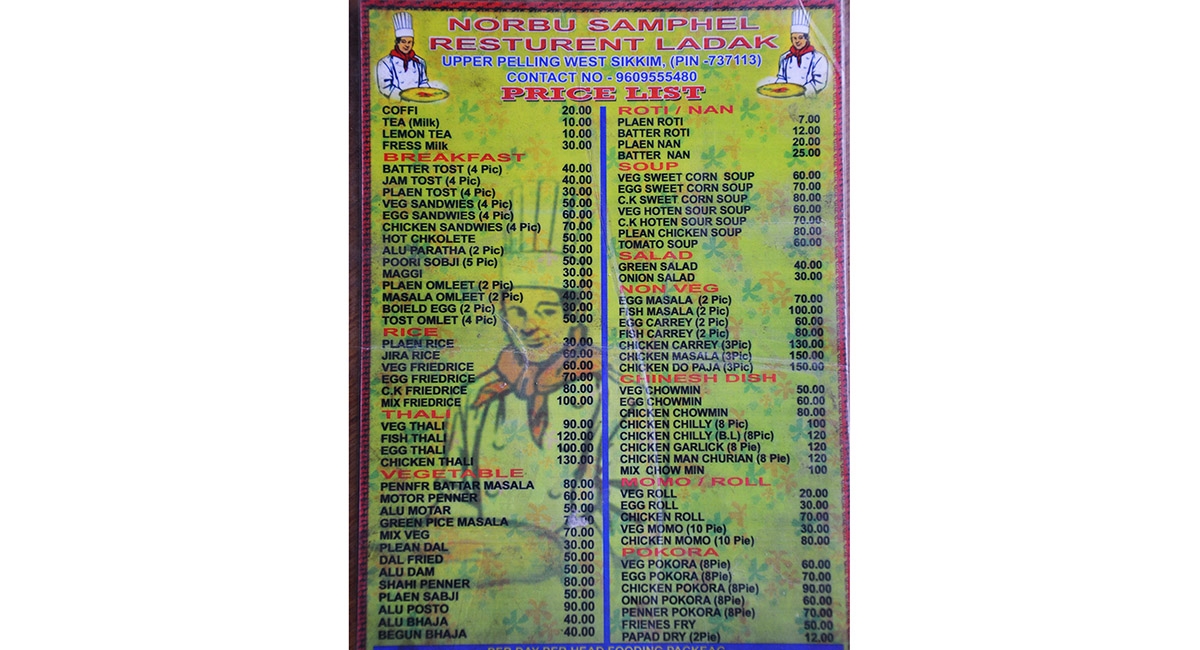 NORBU SAMPHEL
RESTURENT LADAK
UPPER PELLING WEST SIKKIM, (PIN -737113)
CONTACT NO - 9609555480
PRICE LIST
COFFI 20.00
TEA (Milk) 10.00
LEMON TEA 10.00
FRESS Milk 30.00
BREAKFAST
BATTER TOST (4 Pic) 40.00
JAM TOST (4 Pic) 40.00
PLAEN TOST (4 Pic) 30.00
VEG SANDWIES (4 Pic) 50.00
EGG SANDWIES (4 Pic) 60.00
CHICKEN SANDWIES (4 Pic) 70.00
HOT CHKOLETE 50.00
ALU PARATHA (2 Pic) 50.00
POORI SOBJI (5 Pic) 50.00
MAGGI 30.00
PLAEN OMLEET (2 Pic) 30.00
MASALA OMLEET (2 Pic) 40.00
BOIELD EGG (2 Pic) 30.00
TOST OMLET (4 Pic) 50.00
RICE
PLAEN RICE 30.00
JIRA RICE 60.00
VEG FRIEDRICE 60.00
EGG FRIEDRICE 70.00
C.K FRIEDRICE 80.00
MIX FRIEDRICE 100.00
THALI
VEG THALI 90.00
FISH THALI 120.00
EGG THALI 100.00
CHICKEN THALI 130.00
VEGETABLE
PENNFR BATTAR MASALA 80.00
MOTOR PENNER 60.00
ALU MOTAR 50.00
GREEN PICE MASALA
MIX VEG 70.00
PLEAN DAL 30.00
DAL FRIED 50.00
ALU DAM 50.00
SHAHI PENNER 80.00
PLAEN SABJI 50.00
ALU POSTO 90.00
ALU BHAJA 40.00
BEGUN BHAJA 40.00
ROTI / NAN
PLAEN ROTI 7.00
BATTER ROTI 12.00
PLAEN NAN 20.00
BATTER NAN 25.00
SOUP
VEG SWEET CORN SOUP 60.00
EGG SWEET CORN SOUP 70.00
C.K SWEET CORN SOUP 80.00
VEG HOTEN SOUR SOUP 60.00
C.K HOTEN SOUR SOUP 70.00
PLEAN CHICKEN SOUP 80.00
TOMATO SOUP 60.00
SALAD
GREEN SALAD 40.00
ONION SALAD 30.00
NON VEG
EGG MASALA (2 Pic) 70.00
FISH MASALA (2 Pic) 100.00
EGG CARREY (2 Pic) 60.00
FISH CARREY (2 Pic) 80.00
CHICKEN CARREY (3Pic) 130.00
CHICKEN MASALA (3Pic) 150.00
CHICKEN DO PAJA (3Pic) 150.00
CHINESH DISH
VEG CHOWMIN 50.00
EGG CHOWMIN 60.00
CHICKEN CHOWMIN 80.00
CHICKEN CHILLY (8 Pic) 100
CHICKEN CHILLY (B.L) (8Pic) 120
CHICKEN GARLICK (8 Pie) 120
CHICKEN MAN CHURIAN (8 Pie) 120
MIX CHOW MIN 100
MOMO / ROLL
VEG ROLL 20.00
EGG ROLL 30.00
CHICKEN ROLL 70.00
VEG MOMO (10 Pie) 30.00
CHICKEN MOMO (10 Pie) 80.00
POKORA
VEG POKORA (8Pie) 60.00
EGG POKORA (8Pie) 70.00
CHICKEN POKORA (8Pie) 90.00
ONION POKORA (8Pie) 60.00
PENNER POKORA (8Pie) 70.00
FRIENES FRY 50.00
PAPAD DRY (2Pie) 12.00
PER DAY PER HEAD FOODING PACKEAG